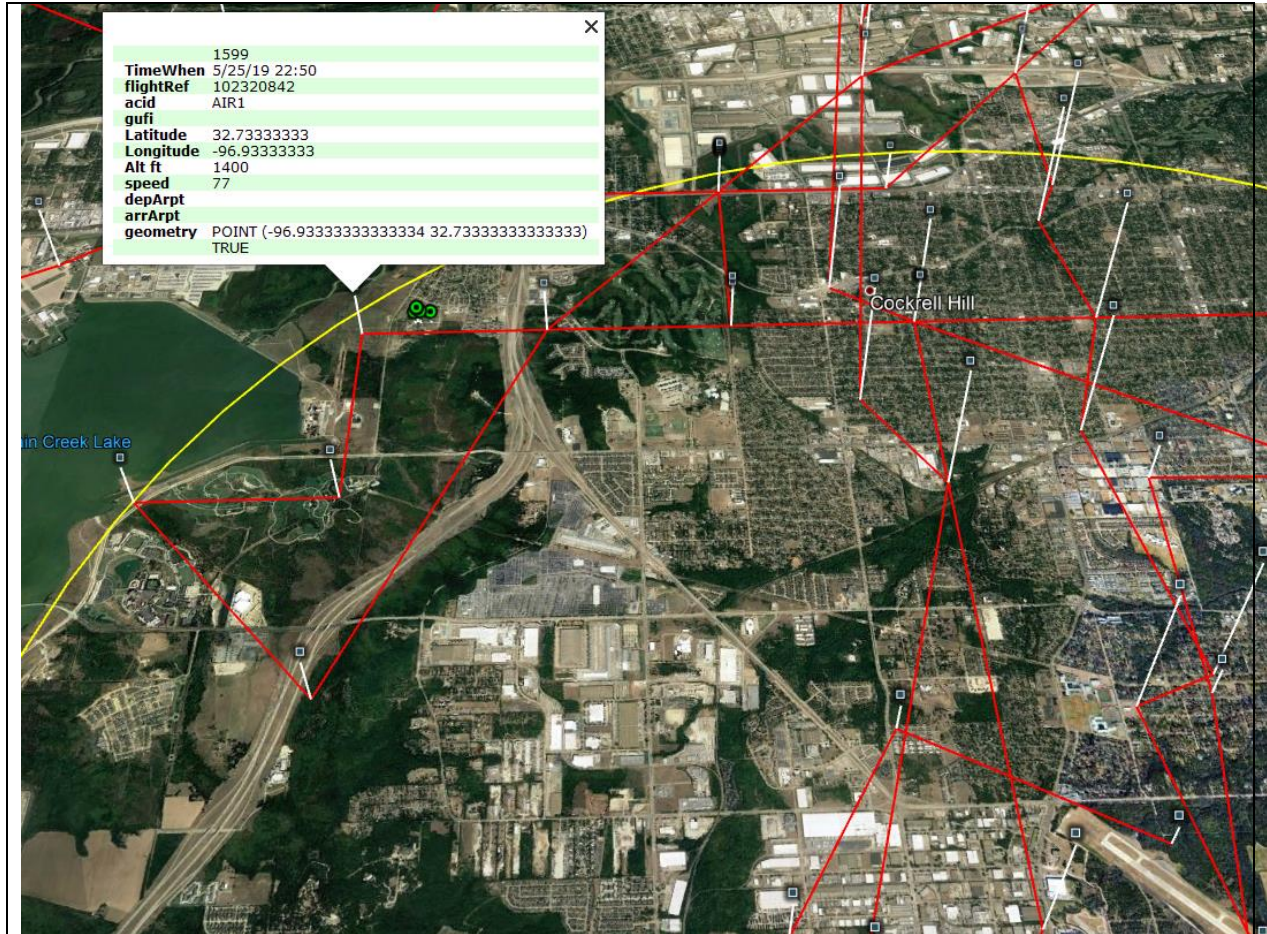 1599
TimeWhen 5/25/19 22:50
flightRef 102320842
acid AIR1
gufi
Latitude 32.73333333
Longitude -96.93333333
Alt ft 1400
speed 77
depArpt
arrArpt
geometry POINT (-96.93333333333334 32.73333333333333)
TRUE
Cockrell Hill
Creek Lake